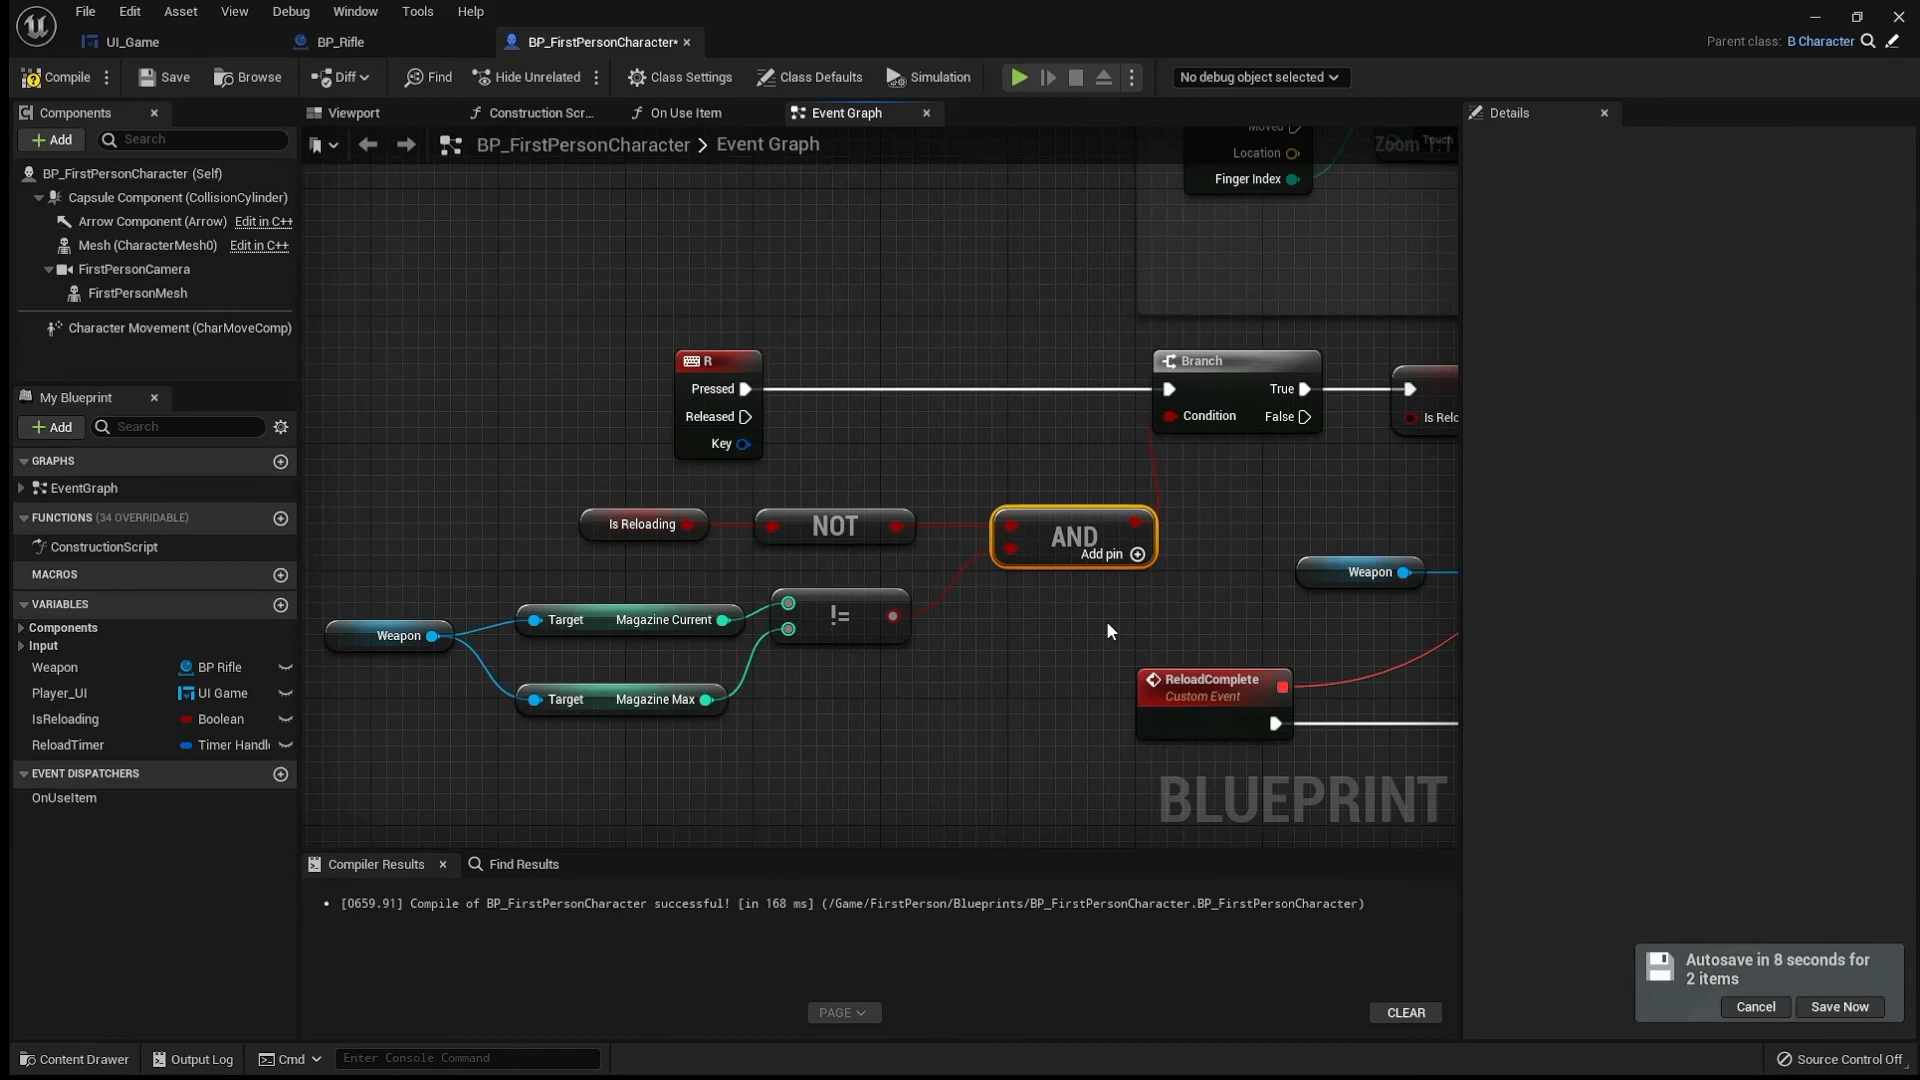 File Edit Asset View Debug Window Tools Help
UI_Game BP_Rifle BP_FirstPersonCharacter*
Parent class: B Character
Compile Save Browse Diff Find Hide Unrelated Class Settings Class Defaults Simulation No debug object selected
Components
Viewport Construction Scr... On Use Item Event Graph
Details
Add Search
BP_FirstPersonCharacter Event Graph
Zoom 1:1
BP_FirstPersonCharacter (Self)
Capsule Component (CollisionCylinder)
Arrow Component (Arrow) Edit in C++
Mesh (CharacterMesh0) Edit in C++
FirstPersonCamera
FirstPersonMesh
Character Movement (CharMoveComp)
My Blueprint
Add Search
GRAPHS
EventGraph
FUNCTIONS (34 OVERRIDABLE)
ConstructionScript
MACROS
VARIABLES
Components
Input
Weapon BP Rifle
Player_UI UI Game
IsReloading Boolean
ReloadTimer Timer Handl
EVENT DISPATCHERS
OnUseItem
Moved
Location
Finger Index
Touch
R
Pressed
Released
Key
Branch
True
Condition False
Is Relo
Is Reloading
NOT
AND
Add pin
Weapon
Target Magazine Current
!=
Weapon
Target Magazine Max
ReloadComplete
Custom Event
BLUEPRINT
Compiler Results Find Results
• [0659.91] Compile of BP_FirstPersonCharacter successful! [in 168 ms] (/Game/FirstPerson/Blueprints/BP_FirstPersonCharacter.BP_FirstPersonCharacter)
Autosave in 8 seconds for
2 items
Cancel Save Now
PAGE
CLEAR
Content Drawer Output Log Cmd Enter Console Command
Source Control Off